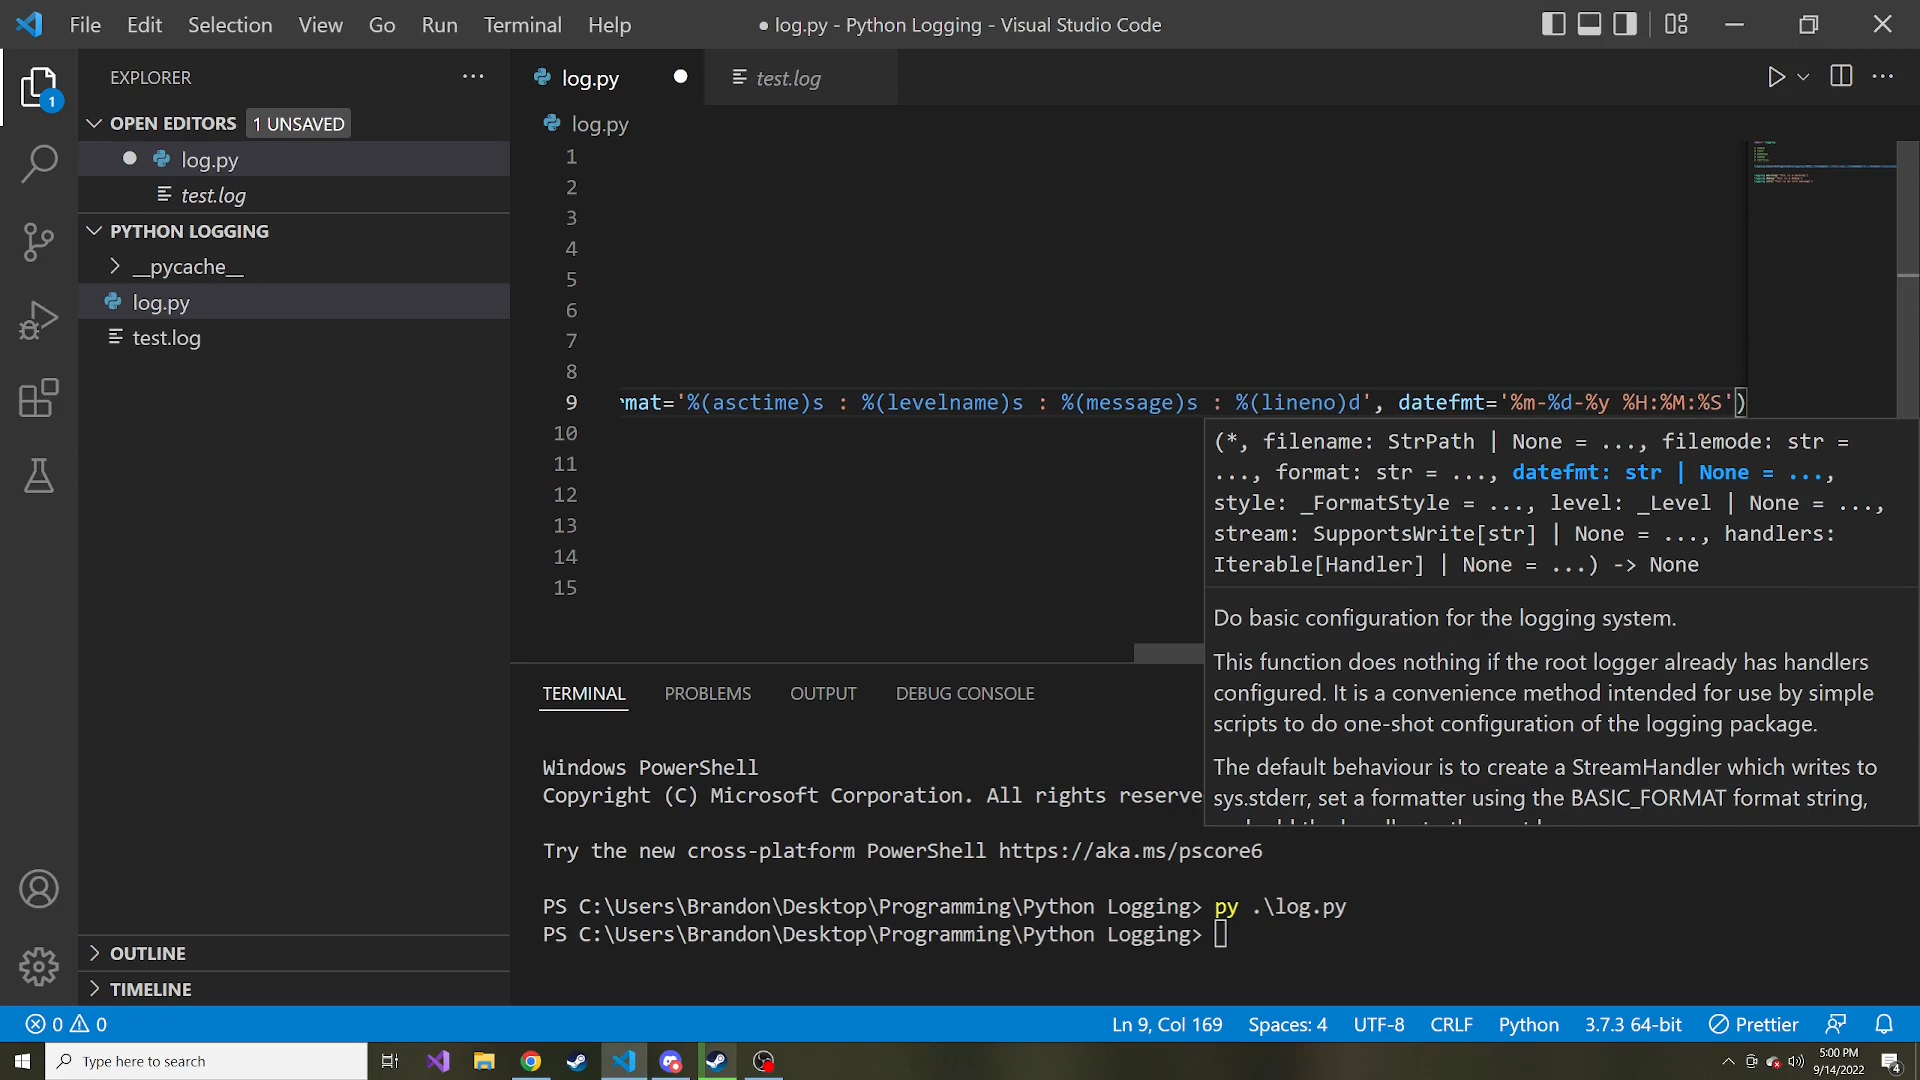 File Edit Selection View Go Run Terminal Help
● log.py - Python Logging - Visual Studio Code
EXPLORER
1
OPEN EDITORS 1 UNSAVED
log.py
test.log
PYTHON LOGGING
__pycache__
log.py
test.log
OUTLINE
TIMELINE
log.py
test.log
log.py
1
2
3
4
5
6
7
8
9
rmat='%(asctime)s : %(levelname)s : %(message)s : %(lineno)d', datefmt='%m-%d-%y %H:%M:%S')
10
11
12
13
14
15
(*, filename: StrPath | None = ..., filemode: str =
..., format: str = ..., datefmt: str | None = ...,
style: _FormatStyle = ..., level: _Level | None = ...,
stream: SupportsWrite[str] | None = ..., handlers:
Iterable[Handler] | None = ...) -> None
Do basic configuration for the logging system.
This function does nothing if the root logger already has handlers
configured. It is a convenience method intended for use by simple
scripts to do one-shot configuration of the logging package.
The default behaviour is to create a StreamHandler which writes to
sys.stderr, set a formatter using the BASIC_FORMAT format string,
TERMINAL PROBLEMS OUTPUT DEBUG CONSOLE
Windows PowerShell
Copyright (C) Microsoft Corporation. All rights reserve
Try the new cross-platform PowerShell https://aka.ms/pscore6
PS C:\Users\Brandon\Desktop\Programming\Python Logging> py .\log.py
PS C:\Users\Brandon\Desktop\Programming\Python Logging>
0 0
Ln 9, Col 169 Spaces: 4 UTF-8 CRLF Python 3.7.3 64-bit Prettier
Type here to search
5:00 PM
9/14/2022
4